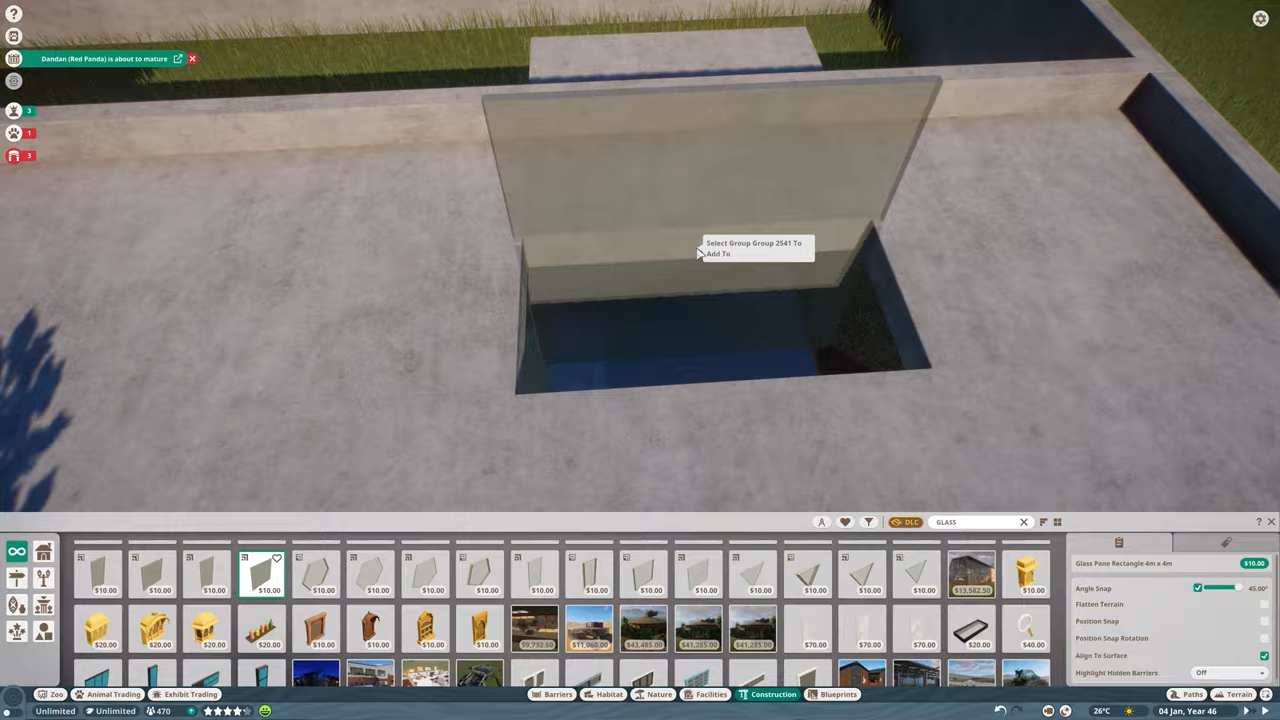 ?
Dandan (Red Panda) is about to mature
3
1
3
Select Group Group 2541 To
Add To
DLC
GLASS
?
$10.00 $10.00 $10.00 $10.00 $10.00 $10.00 $10.00 $10.00 $10.00 $10.00 $10.00 $10.00 $10.00 $10.00 $10.00 $10.00 $13,582.50 $10.00
$20.00 $20.00 $20.00 $20.00 $10.00 $10.00 $10.00 $10.00 $9,732.50 $11,060.00 $43,485.00 $41,285.00 $41,285.00 $70.00 $70.00 $70.00 $20.00 $40.00
Glass Pane Rectangle 4m x 4m
$10.00
Angle Snap
45.00°
Flatten Terrain
Position Snap
Position Snap Rotation
Align To Surface
Highlight Hidden Barriers
Off
Zoo
Animal Trading
Exhibit Trading
Barriers
Habitat
Nature
Facilities
Construction
Blueprints
Paths
Terrain
Unlimited
Unlimited
470
26°C
04 Jan, Year 46